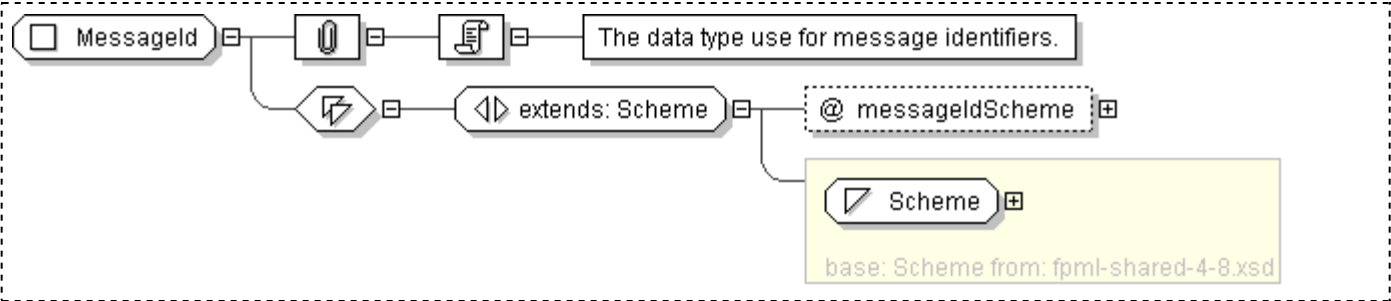 MessageId
The data type use for message identifiers.
extends: Scheme
@ messageIdScheme
Scheme
base: Scheme from: fpml-shared-4-8.xsd